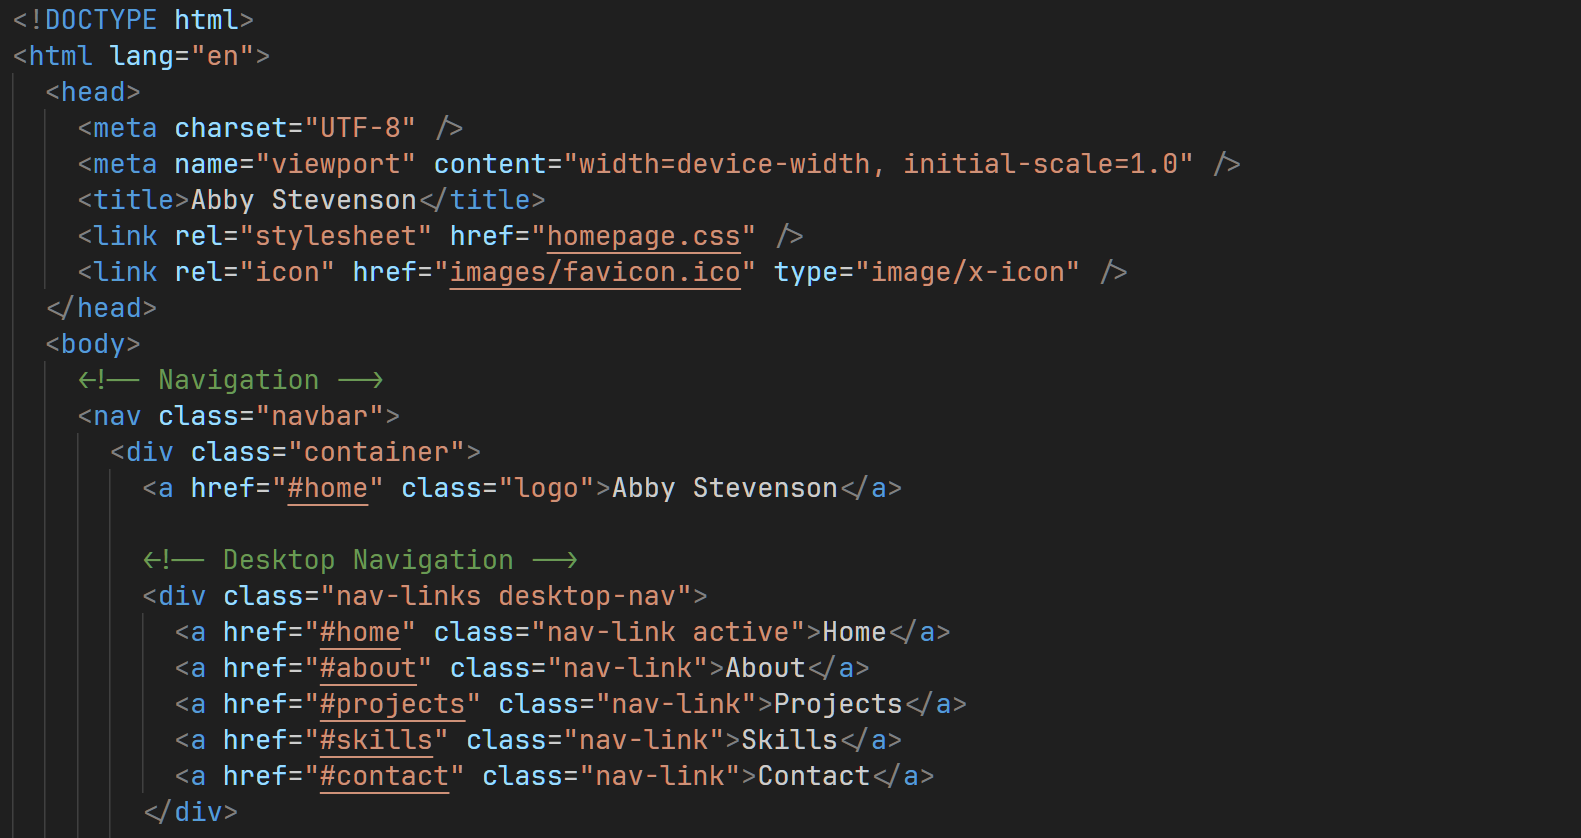 <!DOCTYPE html>
<html lang="en">
  <head>
    <meta charset="UTF-8" />
    <meta name="viewport" content="width=device-width, initial-scale=1.0" />
    <title>Abby Stevenson</title>
    <link rel="stylesheet" href="homepage.css" />
    <link rel="icon" href="images/favicon.ico" type="image/x-icon" />
  </head>
  <body>
    <!-- Navigation -->
    <nav class="navbar">
      <div class="container">
        <a href="#home" class="logo">Abby Stevenson</a>

        <!-- Desktop Navigation -->
        <div class="nav-links desktop-nav">
          <a href="#home" class="nav-link active">Home</a>
          <a href="#about" class="nav-link">About</a>
          <a href="#projects" class="nav-link">Projects</a>
          <a href="#skills" class="nav-link">Skills</a>
          <a href="#contact" class="nav-link">Contact</a>
        </div>